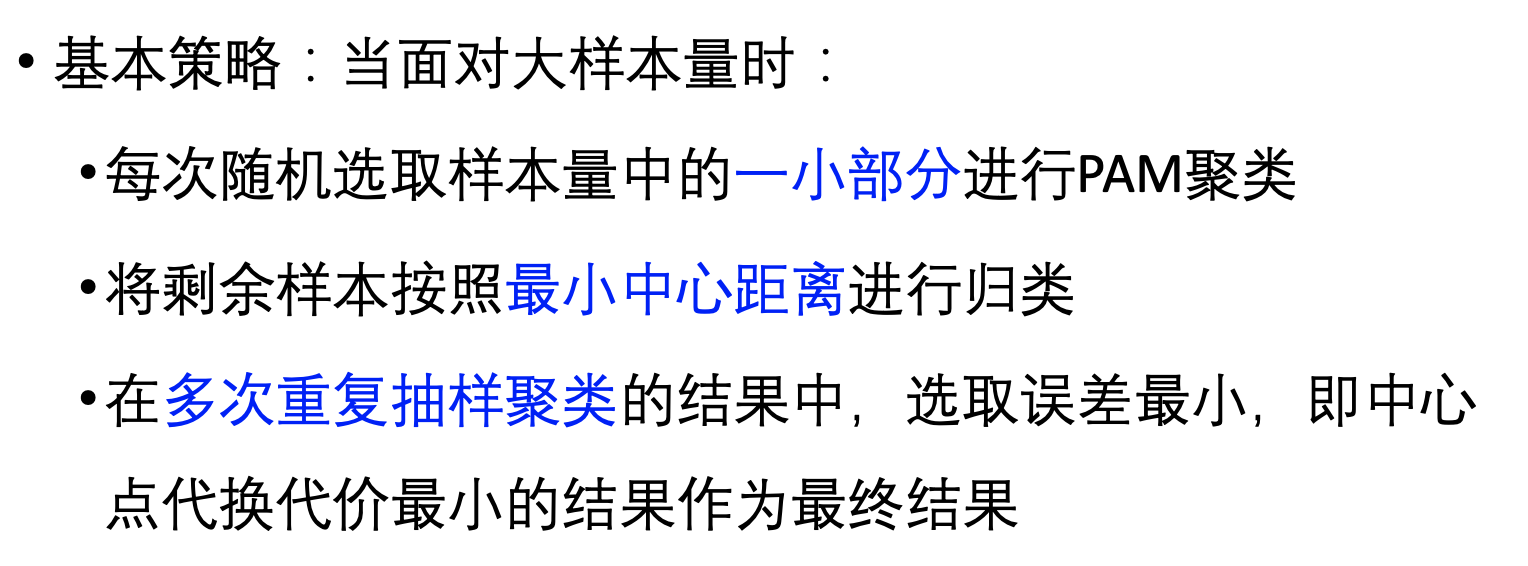 • 基本策略：当面对大样本量时：
• 每次随机选取样本量中的一小部分进行PAM聚类
• 将剩余样本按照最小中心距离进行归类
• 在多次重复抽样聚类的结果中，选取误差最小，即中心
点代换代价最小的结果作为最终结果